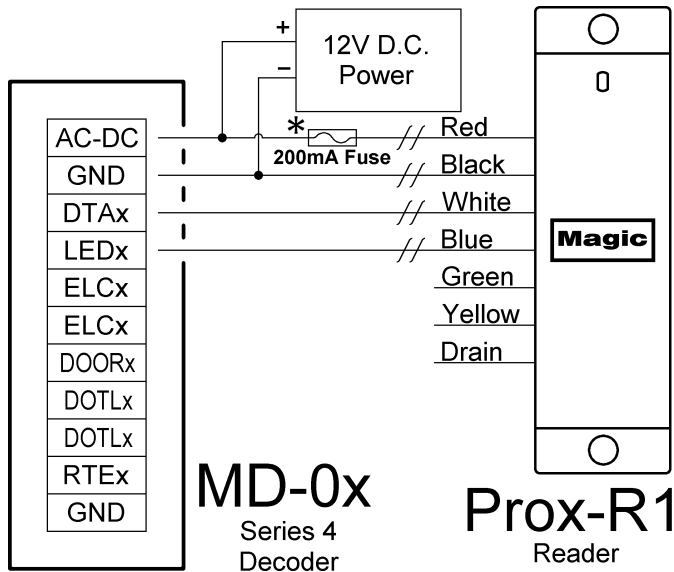 +
12V D.C.
Power
−
*
200mA Fuse
AC-DC
GND
DTAx
LEDx
ELCx
ELCx
DOORx
DOTLx
DOTLx
RTEx
GND
Red
Black
White
Blue
Green
Yellow
Drain
Magic
MD-0x
Series 4
Decoder
Prox-R1
Reader